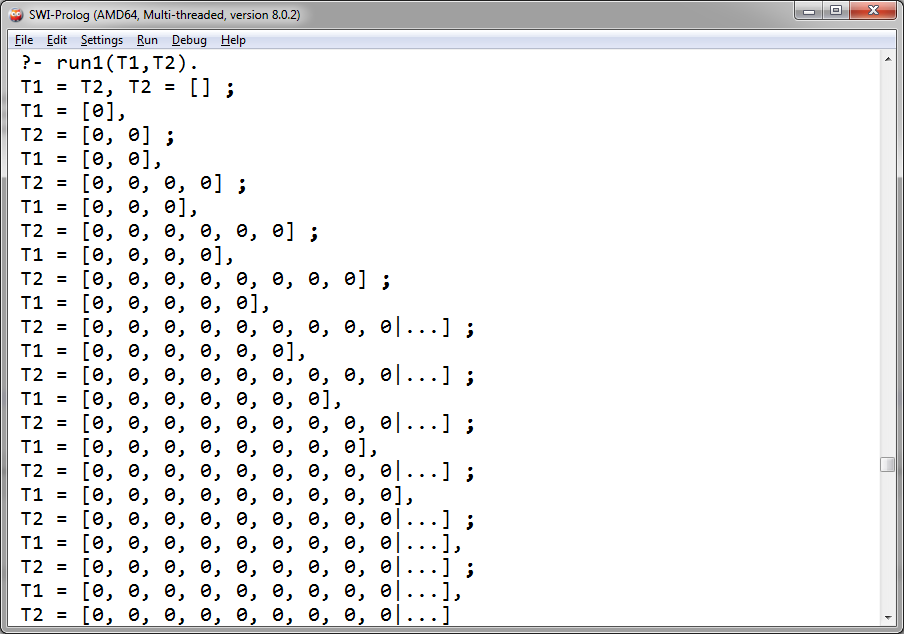 SWI-Prolog (AMD64, Multi-threaded, version 8.0.2)
File Edit Settings Run Debug Help
?- run1(T1,T2).
T1 = T2, T2 = [] ;
T1 = [0],
T2 = [0, 0] ;
T1 = [0, 0],
T2 = [0, 0, 0, 0] ;
T1 = [0, 0, 0],
T2 = [0, 0, 0, 0, 0, 0] ;
T1 = [0, 0, 0, 0],
T2 = [0, 0, 0, 0, 0, 0, 0, 0] ;
T1 = [0, 0, 0, 0, 0],
T2 = [0, 0, 0, 0, 0, 0, 0, 0, 0|...] ;
T1 = [0, 0, 0, 0, 0, 0],
T2 = [0, 0, 0, 0, 0, 0, 0, 0, 0|...] ;
T1 = [0, 0, 0, 0, 0, 0, 0],
T2 = [0, 0, 0, 0, 0, 0, 0, 0, 0|...] ;
T1 = [0, 0, 0, 0, 0, 0, 0, 0],
T2 = [0, 0, 0, 0, 0, 0, 0, 0, 0|...] ;
T1 = [0, 0, 0, 0, 0, 0, 0, 0, 0],
T2 = [0, 0, 0, 0, 0, 0, 0, 0, 0|...] ;
T1 = [0, 0, 0, 0, 0, 0, 0, 0, 0|...],
T2 = [0, 0, 0, 0, 0, 0, 0, 0, 0|...] ;
T1 = [0, 0, 0, 0, 0, 0, 0, 0, 0|...],
T2 = [0, 0, 0, 0, 0, 0, 0, 0, 0|...]